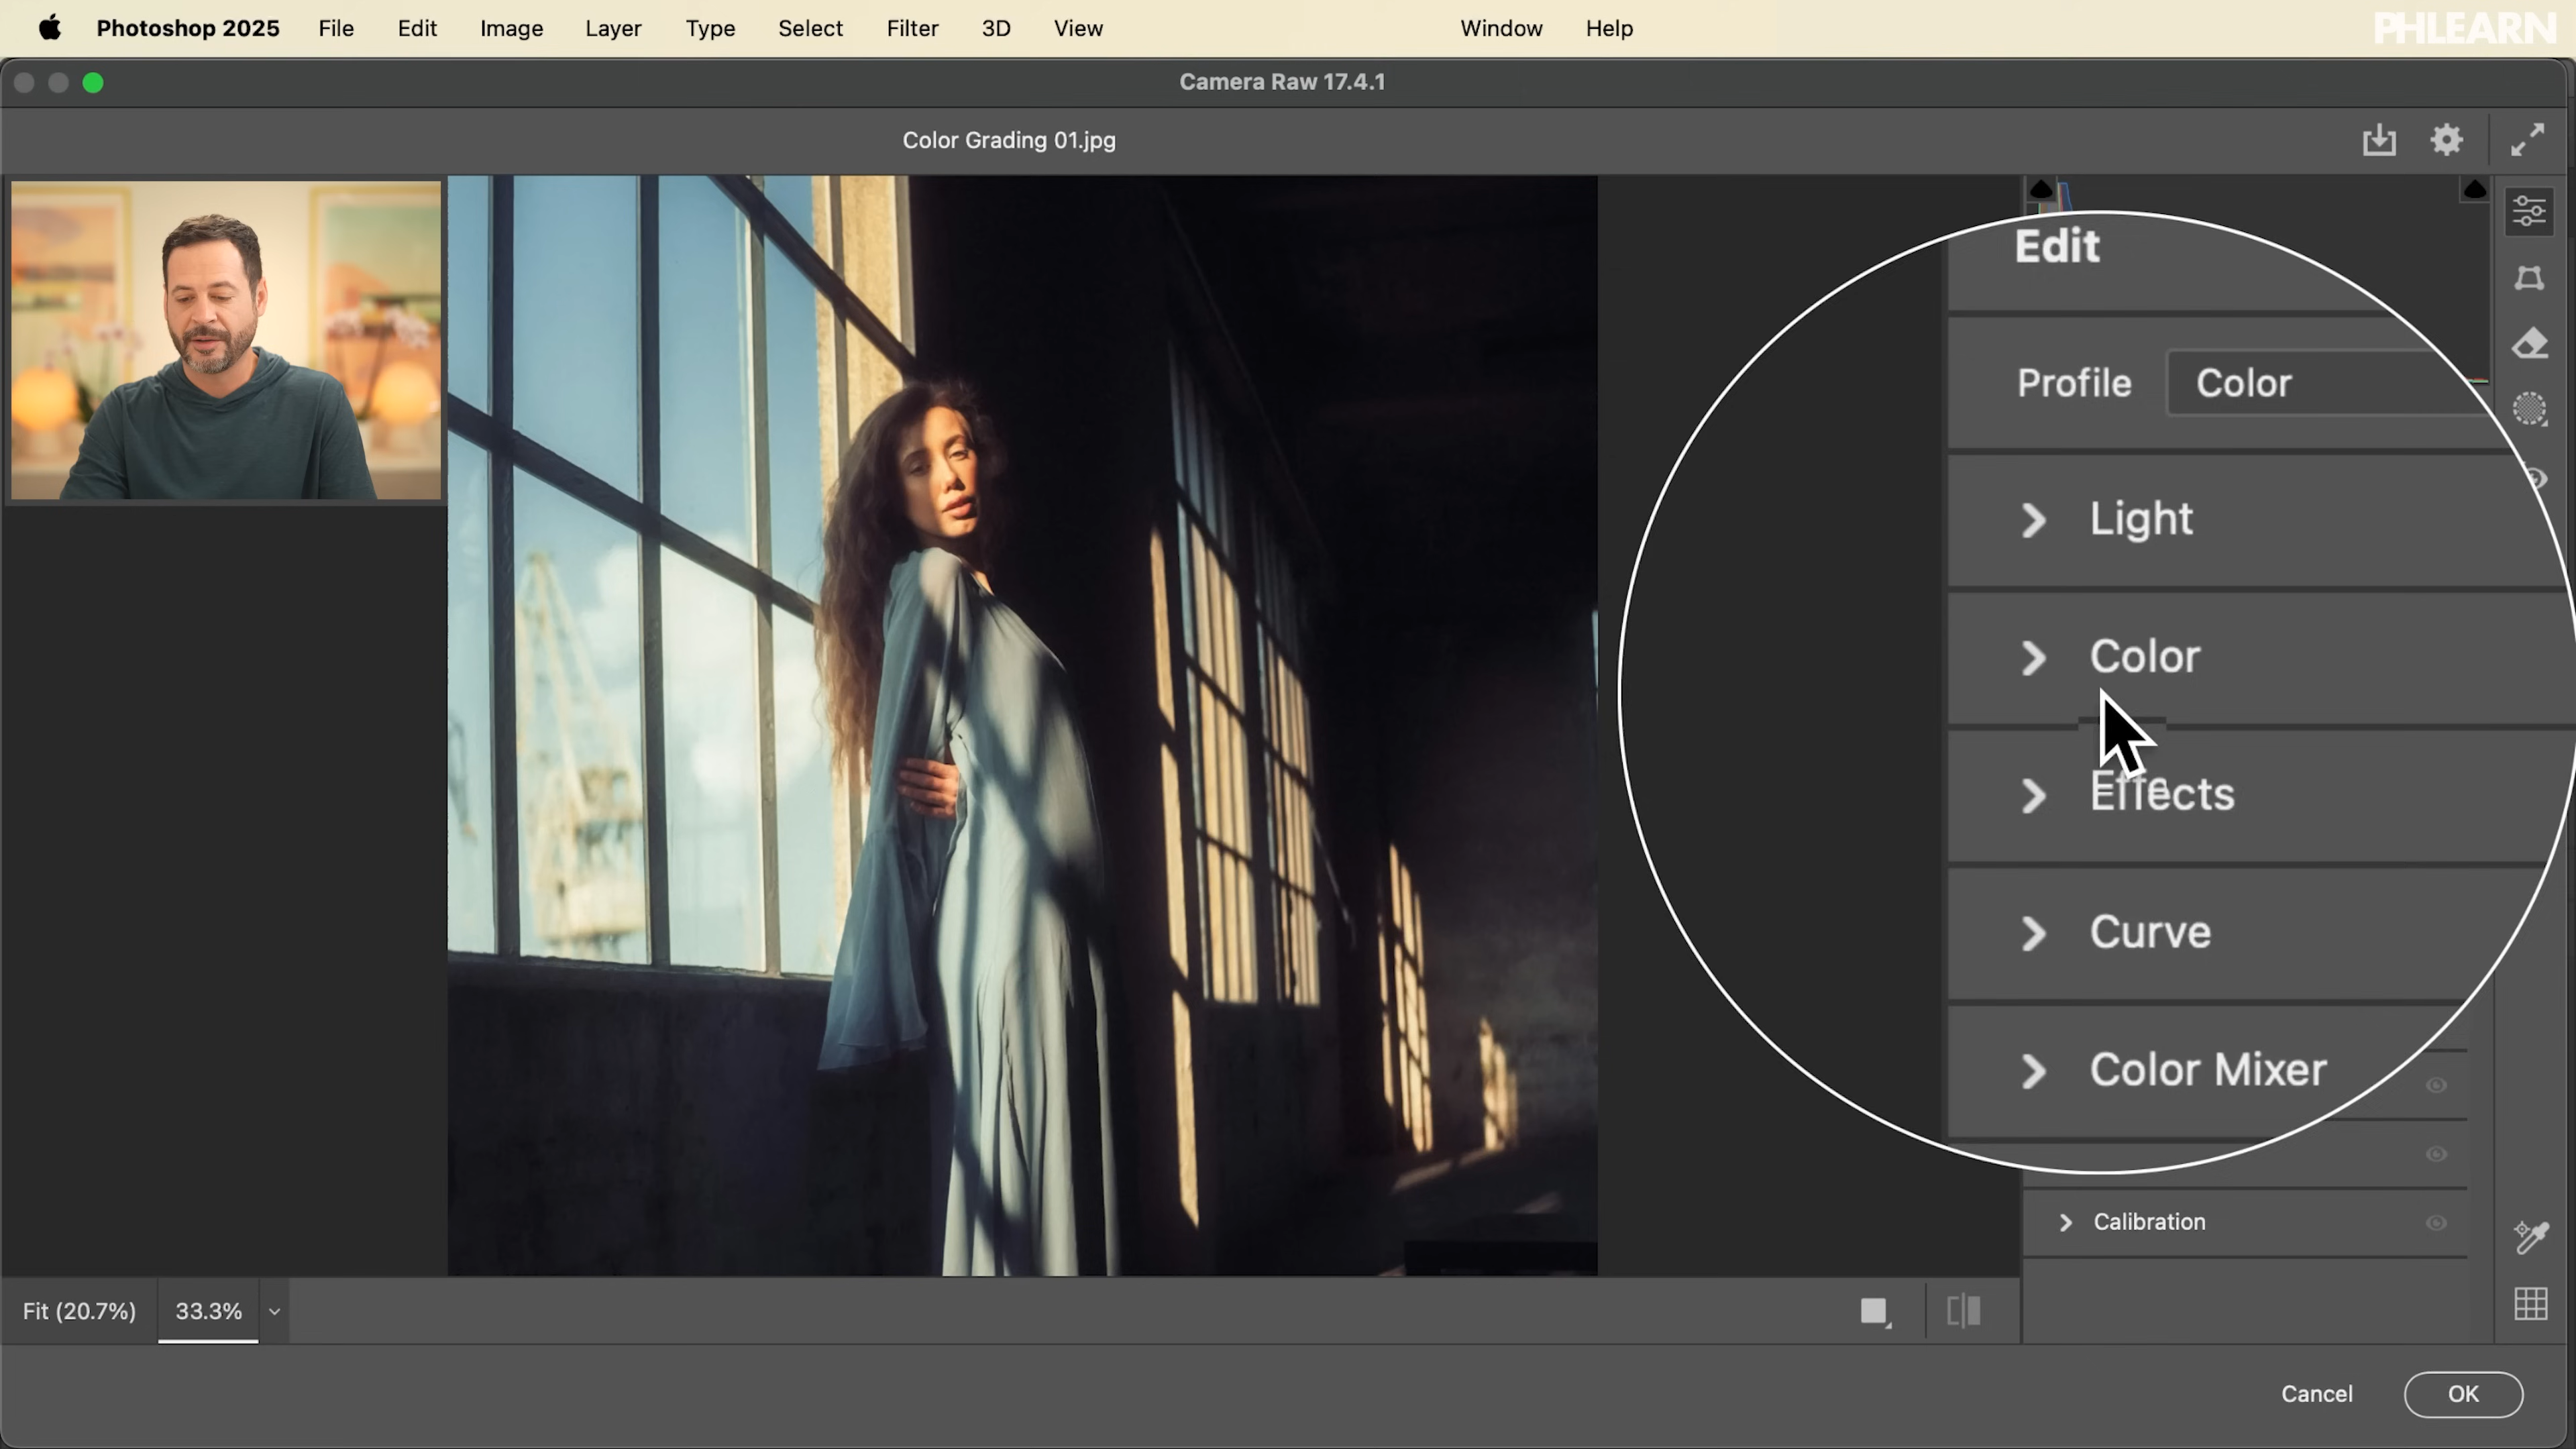 Photoshop 2025 File Edit Image Layer Type Select Filter 3D View Window Help
PHLEARN
Camera Raw 17.4.1
Color Grading 01.jpg
Edit
Profile Color
Light
Color
Effects
Curve
Color Mixer
Calibration
Fit (20.7%) 33.3%
Cancel OK